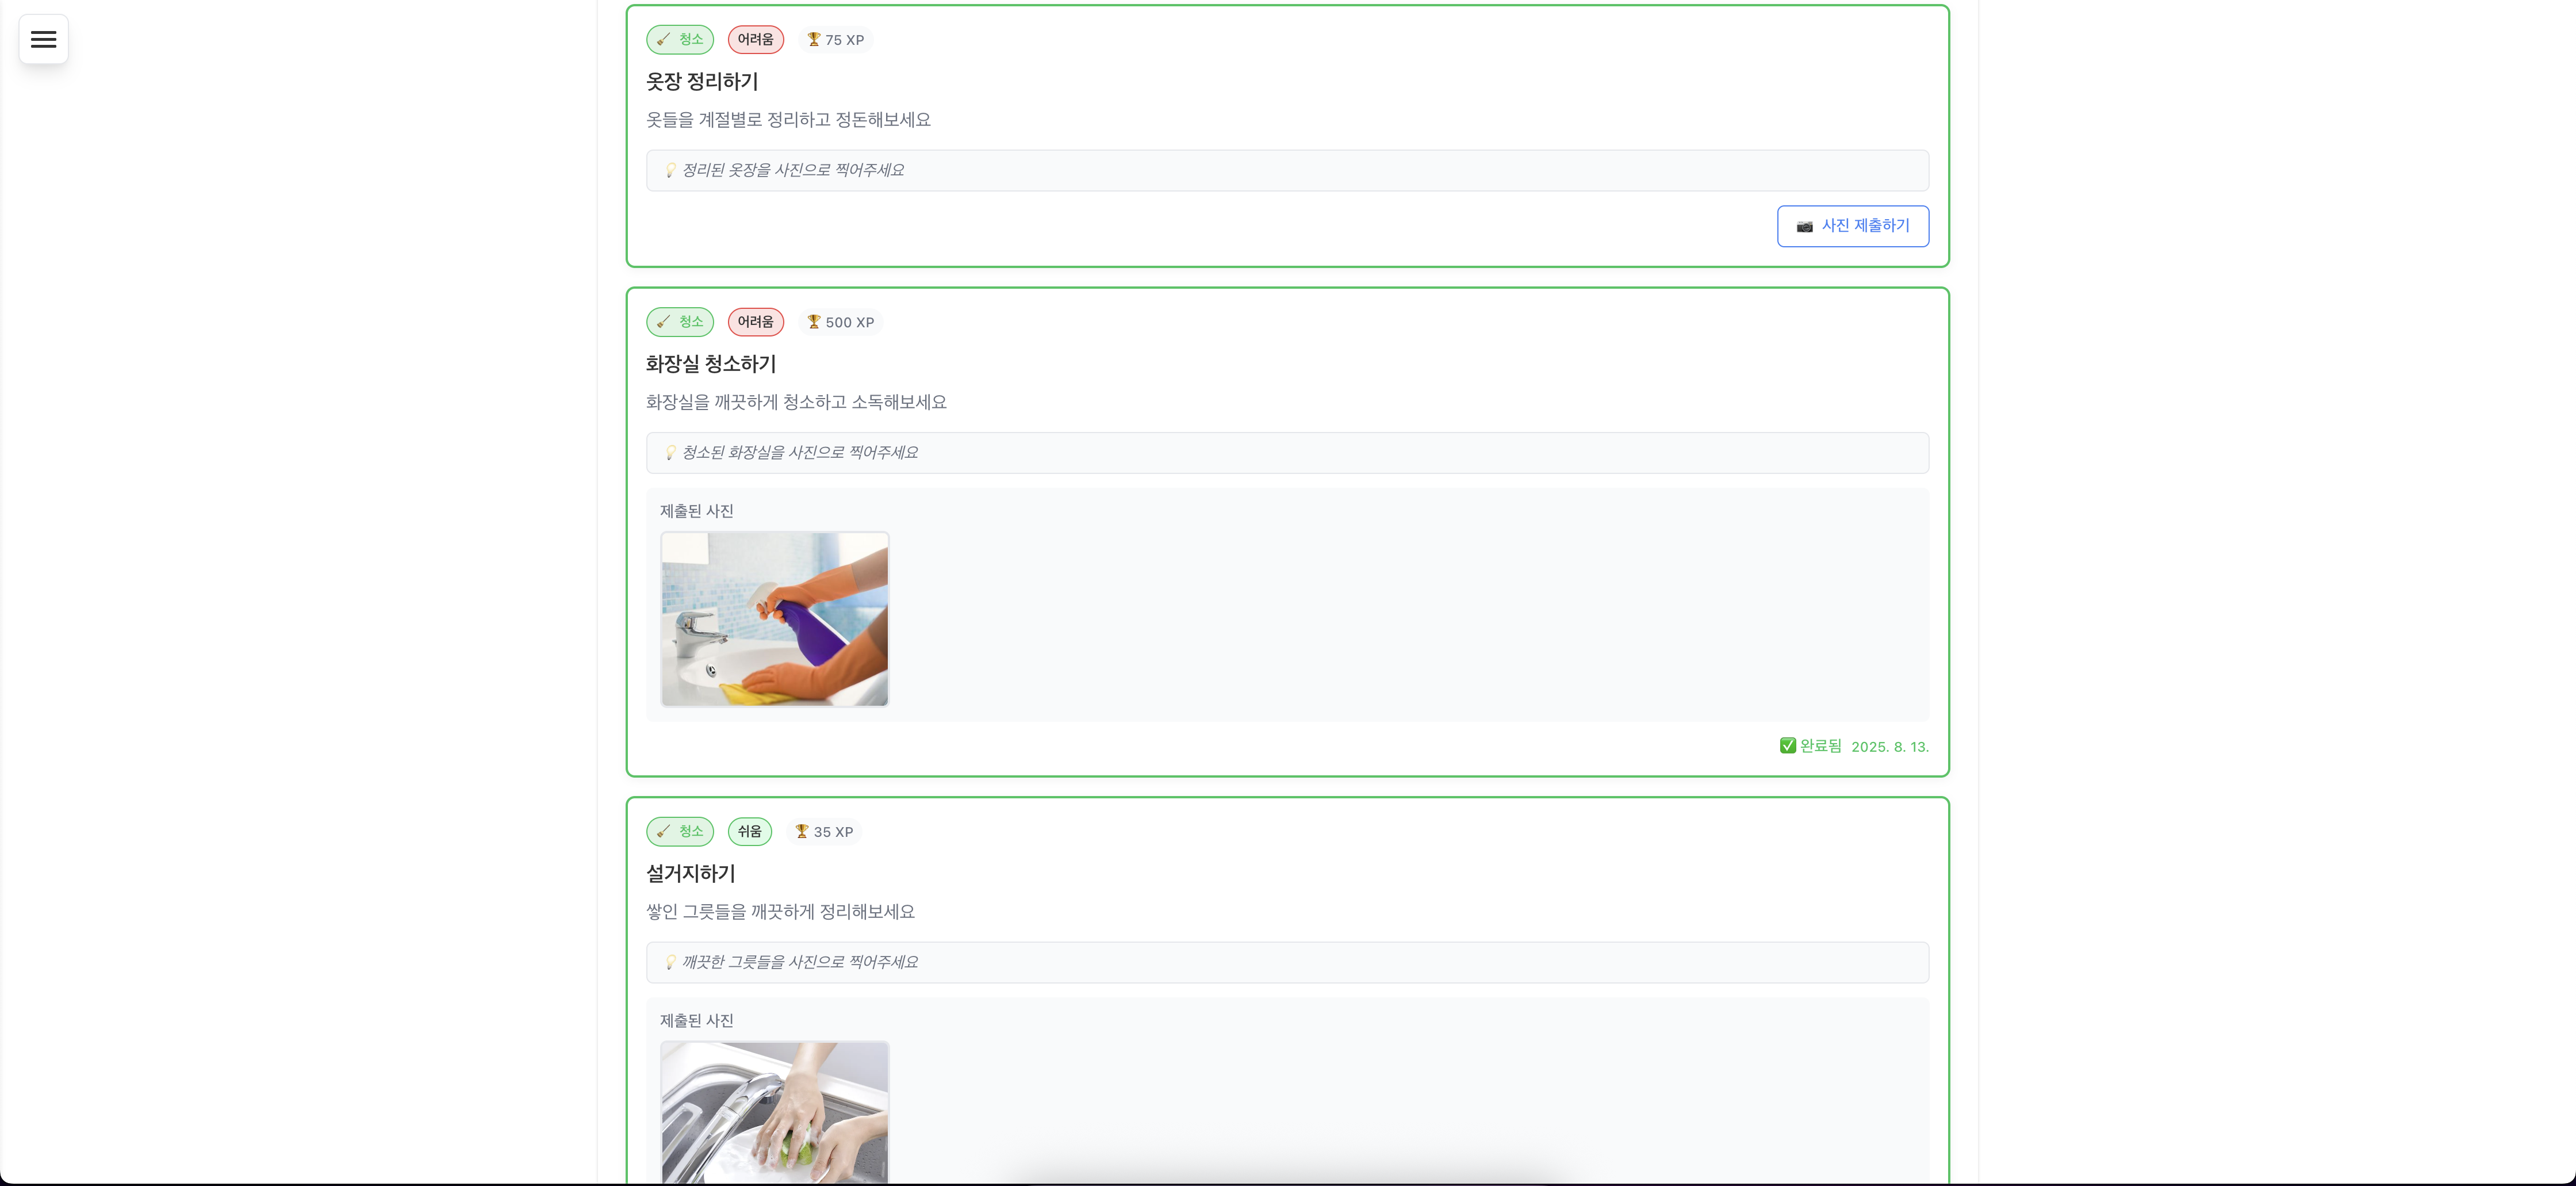 청소 어려움 75 XP
옷장 정리하기
옷들을 계절별로 정리하고 정돈해보세요
정리된 옷장을 사진으로 찍어주세요
사진 제출하기
청소 어려움 500 XP
화장실 청소하기
화장실을 깨끗하게 청소하고 소독해보세요
청소된 화장실을 사진으로 찍어주세요
제출된 사진
완료됨 2025. 8. 13.
청소 쉬움 35 XP
설거지하기
쌓인 그릇들을 깨끗하게 정리해보세요
깨끗한 그릇들을 사진으로 찍어주세요
제출된 사진